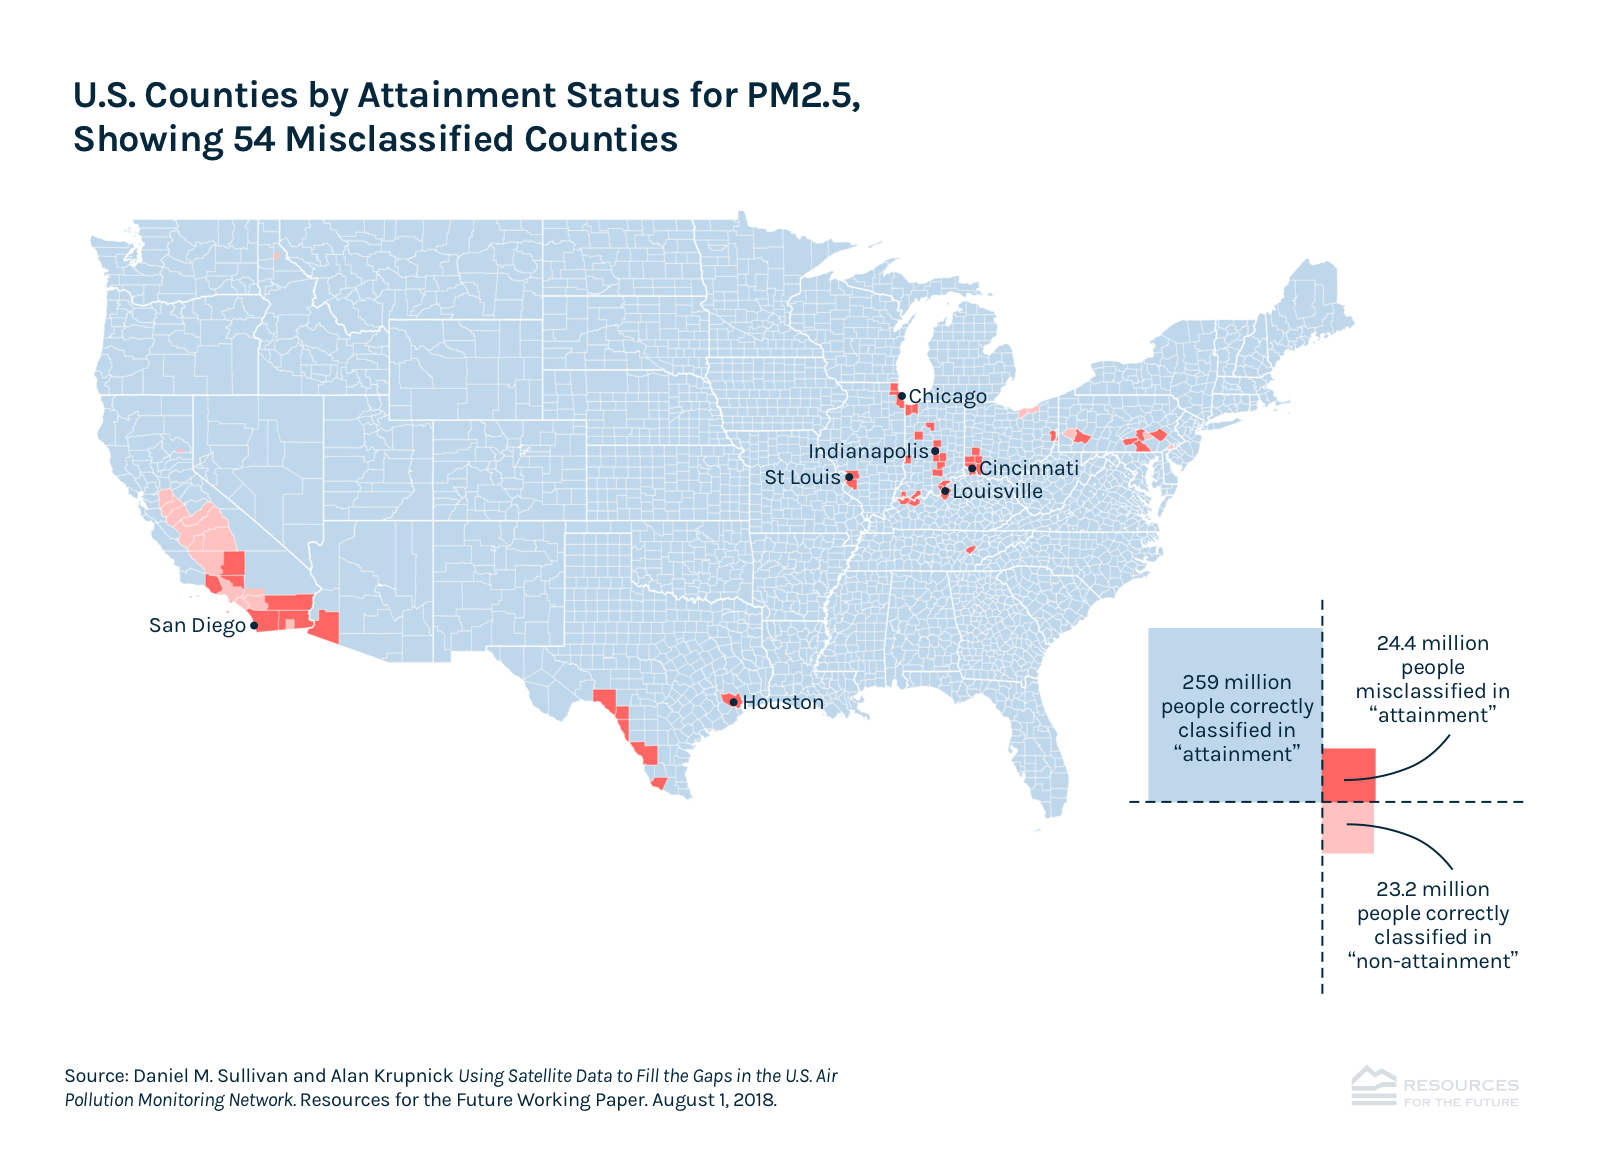 U.S. Counties by Attainment Status for PM2.5,
Showing 54 Misclassified Counties
Chicago
Indianapolis
St Louis
Cincinnati
Louisville
San Diego
Houston
259 million
people correctly
classified in
“attainment”
24.4 million
people
misclassified in
“attainment”
23.2 million
people correctly
classified in
“non-attainment”
Source: Daniel M. Sullivan and Alan Krupnick Using Satellite Data to Fill the Gaps in the U.S. Air
Pollution Monitoring Network. Resources for the Future Working Paper. August 1, 2018.
RESOURCES
FOR THE FUTURE